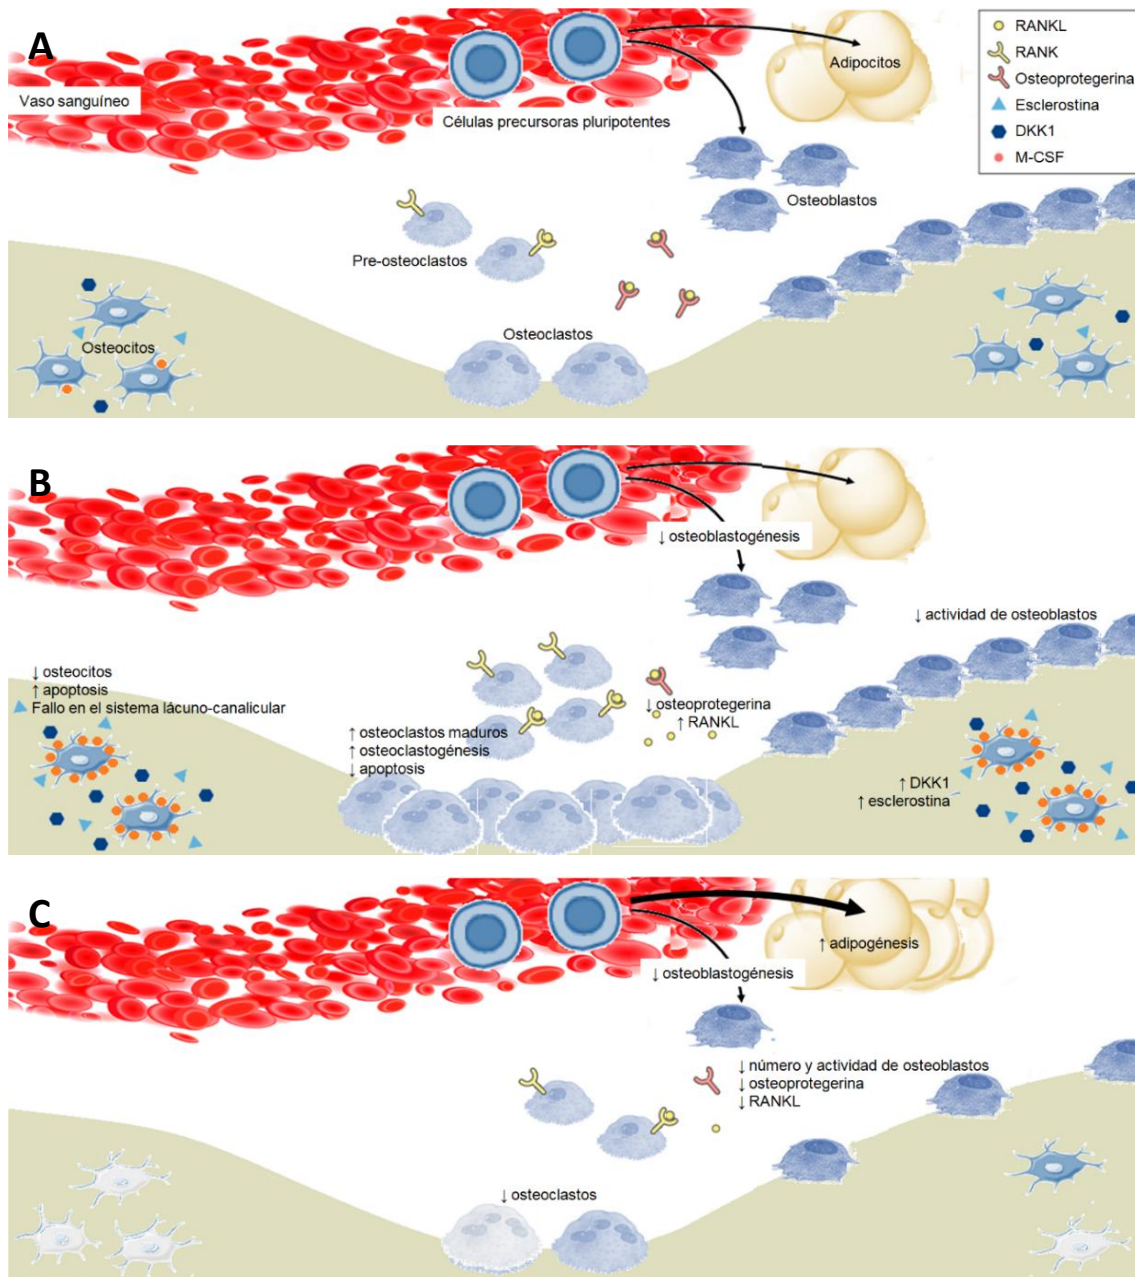 A
Vaso sanguíneo
Células precursoras pluripotentes
Adipocitos
RANKL
RANK
Osteoprotegerina
Esclerostina
DKK1
M-CSF
Osteoblastos
Pre-osteoclastos
Osteoclastos
Osteocitos
B
↓ osteoblastogénesis
↓ actividad de osteoblastos
↓ osteocitos
↑ apoptosis
Fallo en el sistema lácuno-canalicular
↑ osteoclastos maduros
↑ osteoclastogénesis
↓ apoptosis
↓ osteoprotegerina
↑ RANKL
↑ DKK1
↑ esclerostina
C
↑ adipogénesis
↓ osteoblastogénesis
↓ número y actividad de osteoblastos
↓ osteoprotegerina
↓ RANKL
↓ osteoclastos